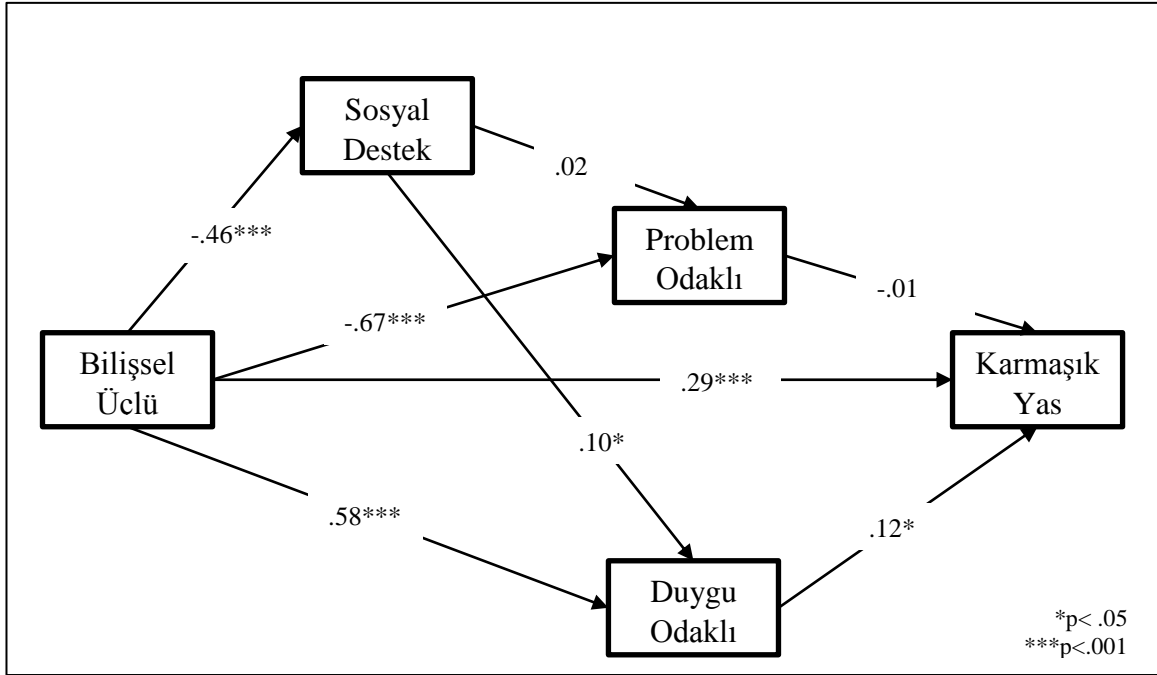 Sosyal
Destek
.02
Problem
Odaklı
-.46***
-.01
-.67***
Bilişsel
Üclü
.29***
Karmaşık
Yas
.10*
.58***
.12*
Duygu
Odaklı
*p< .05
***p<.001